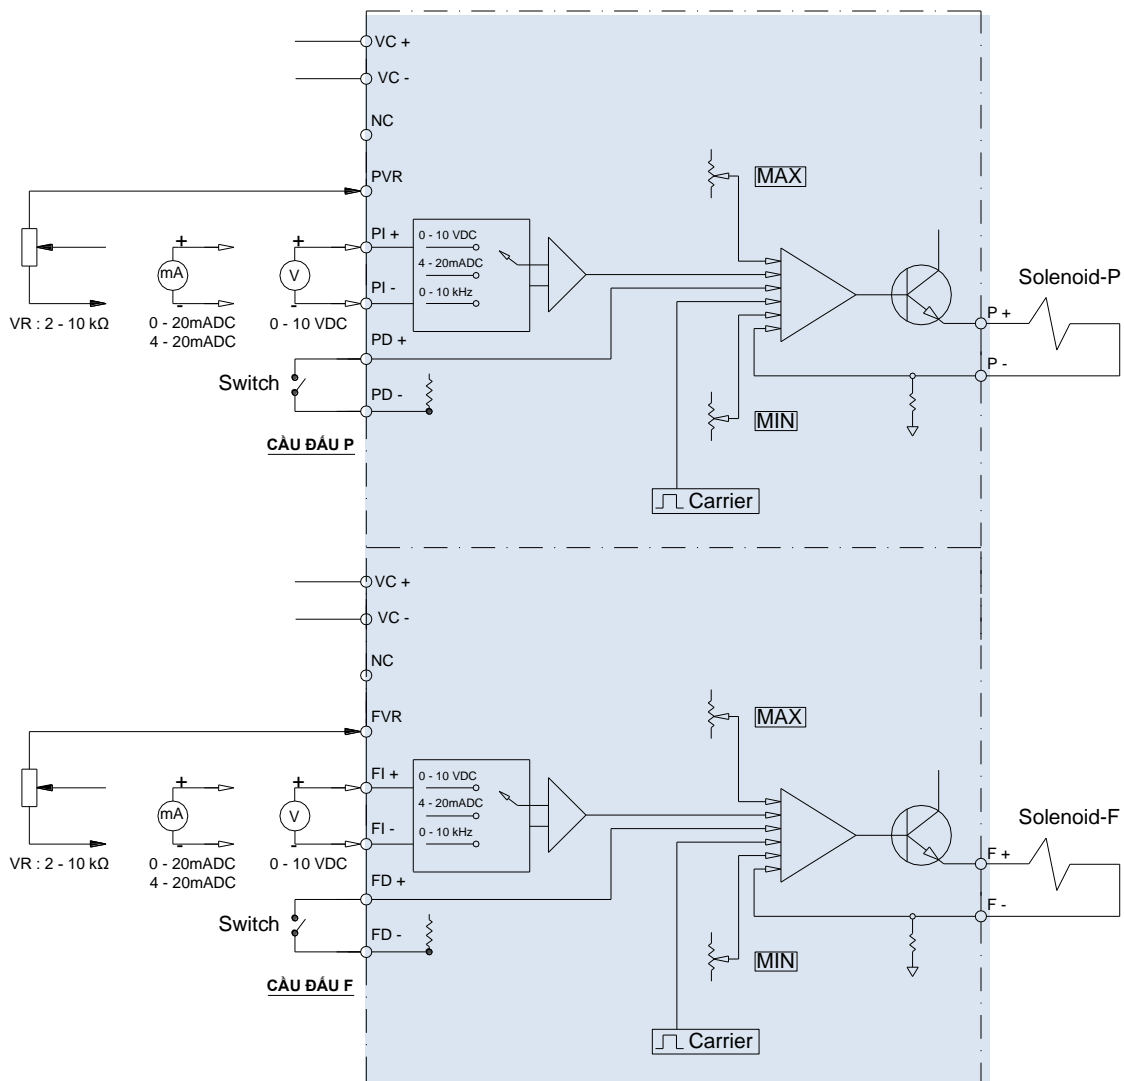 VC +
VC -
NC
PVR
MAX
PI +
0 - 10 VDC
4 - 20mADC
0 - 10 kHz
PI -
+
mA
-
+
V
-
VR : 2 - 10 kΩ
0 - 20mADC
4 - 20mADC
0 - 10 VDC
Solenoid-P
P +
P -
PD +
Switch
PD -
CẦU ĐẤU P
MIN
Carrier
VC +
VC -
NC
FVR
MAX
FI +
0 - 10 VDC
4 - 20mADC
0 - 10 kHz
FI -
+
mA
-
+
V
-
VR : 2 - 10 kΩ
0 - 20mADC
4 - 20mADC
0 - 10 VDC
Solenoid-F
F +
F -
FD +
Switch
FD -
CẦU ĐẤU F
MIN
Carrier